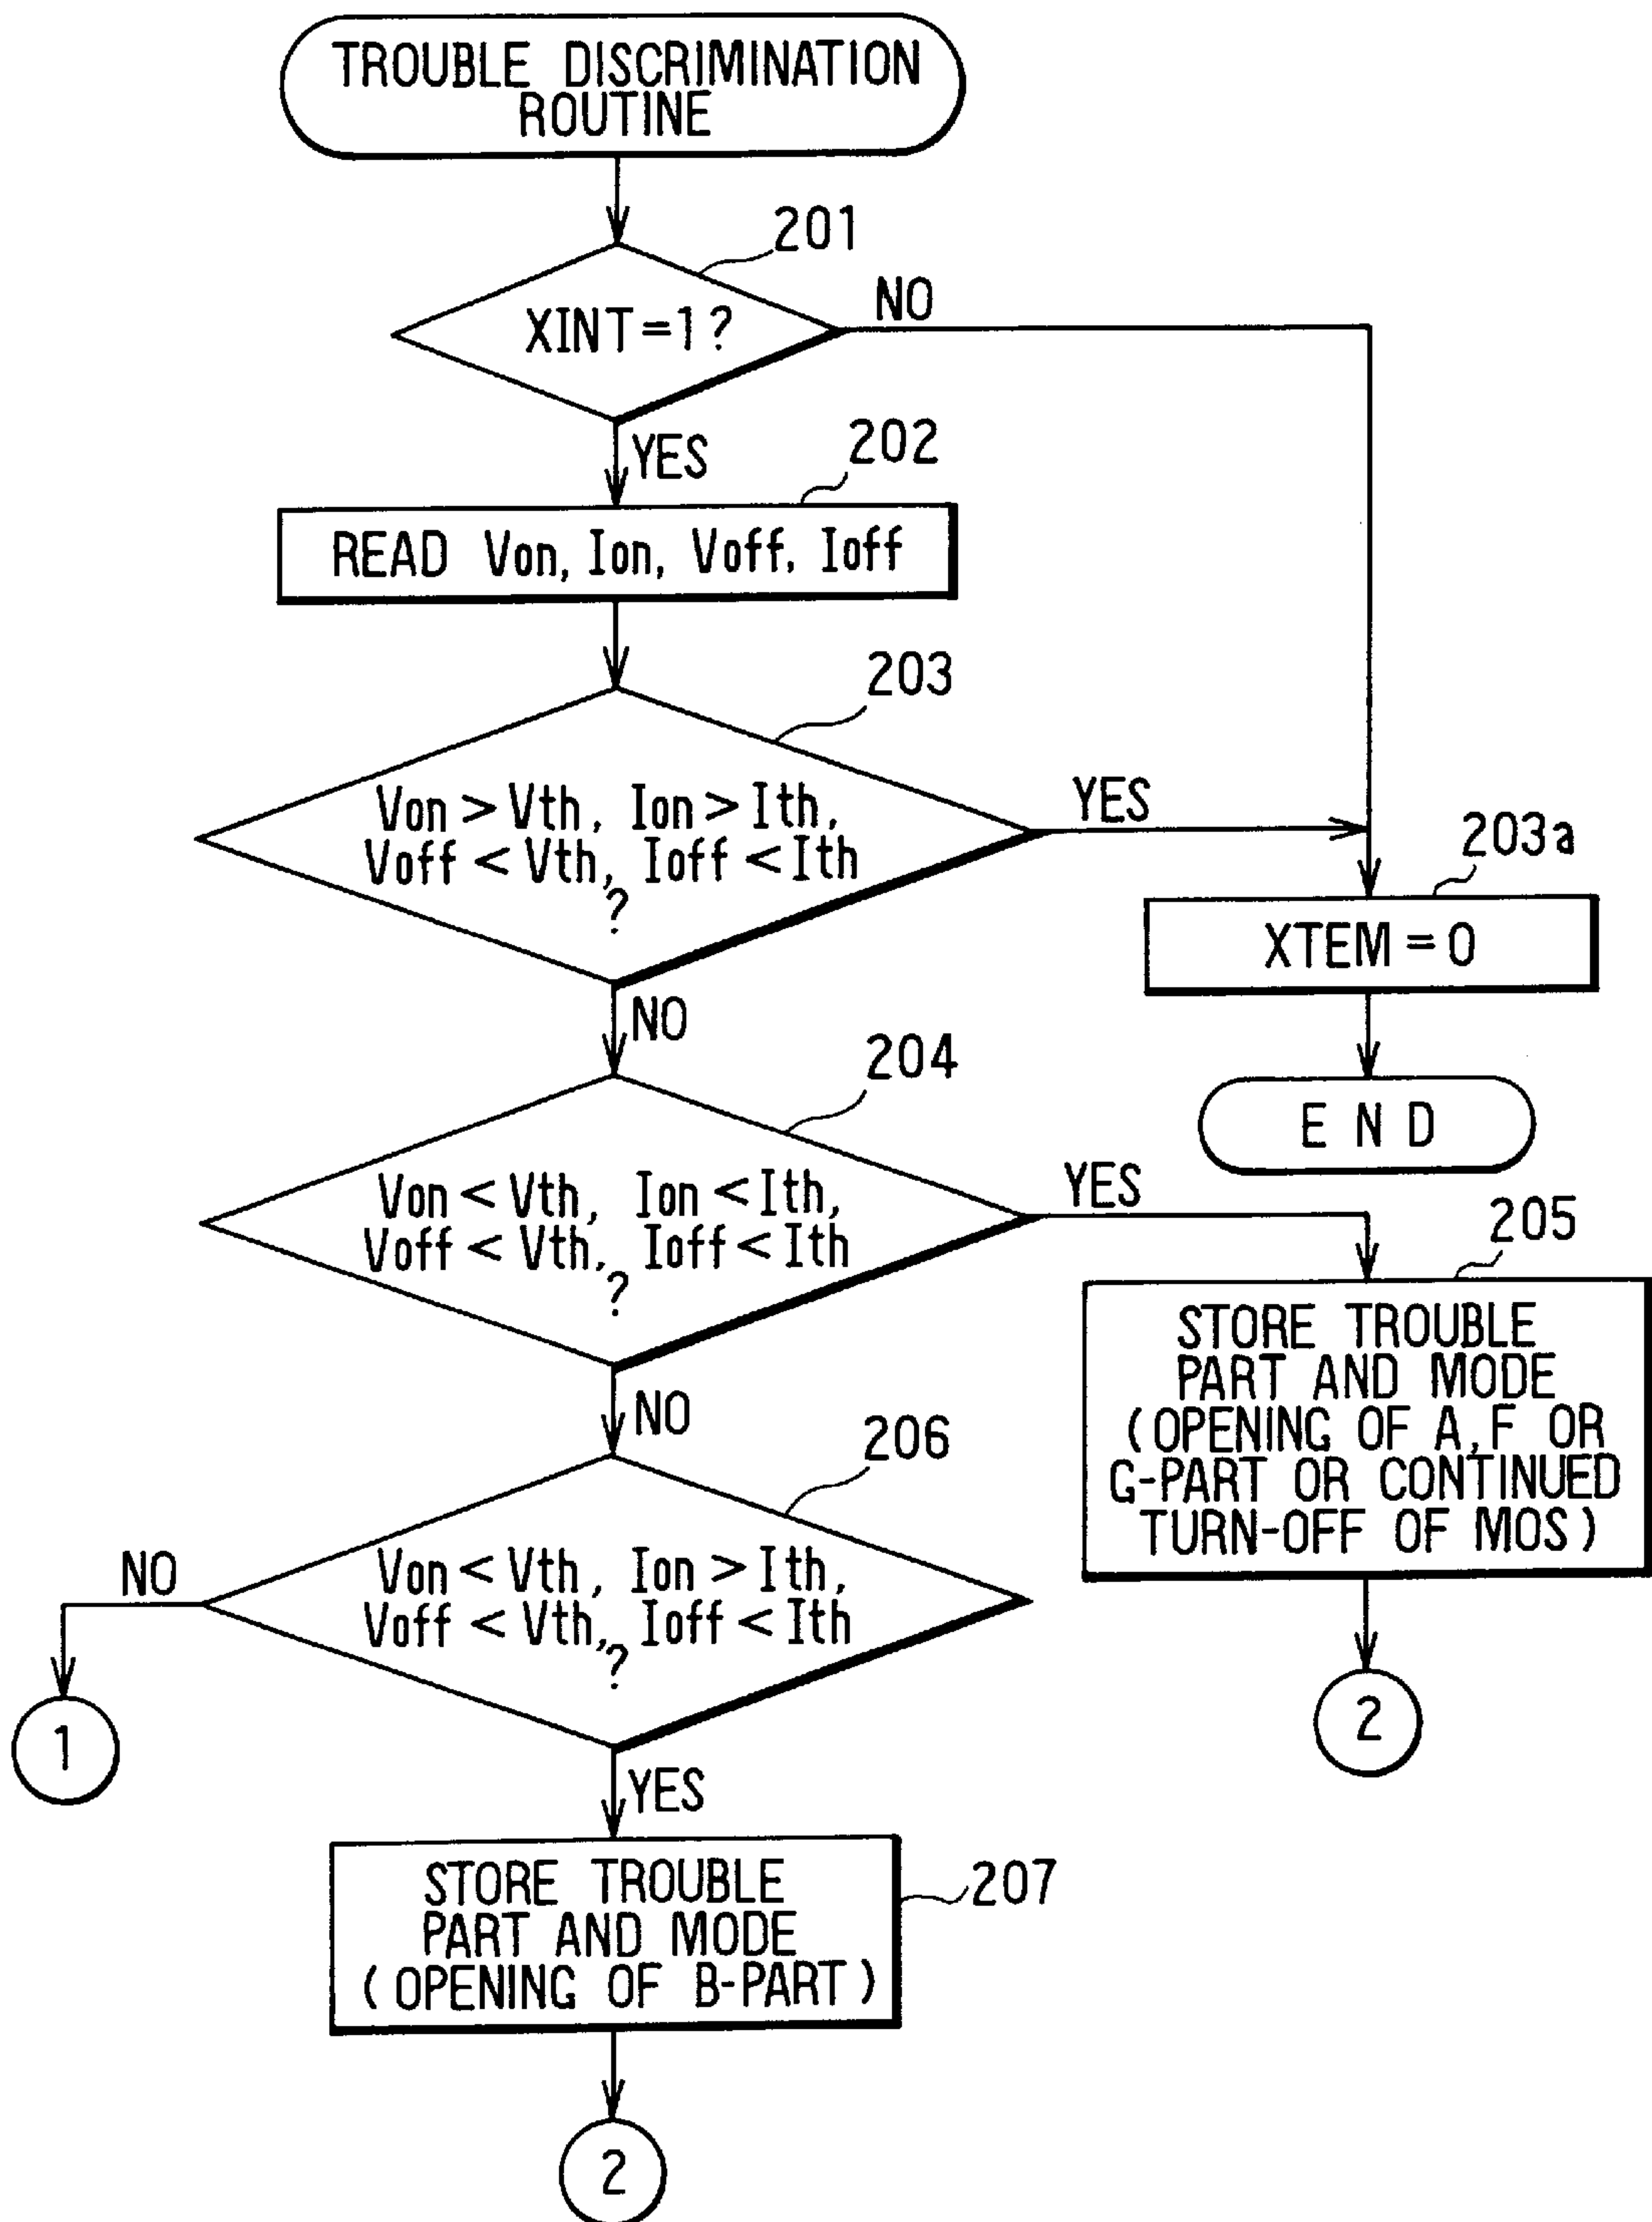 TROUBLE DISCRIMINATION
ROUTINE
201
XINT=1?
NO
YES
202
READ Von, Ion, Voff, Ioff
203
Von > Vth, Ion > Ith,
Voff < Vth, Ioff < Ith
?
YES
203a
XTEM = 0
NO
END
204
Von < Vth, Ion < Ith,
Voff < Vth, Ioff < Ith
?
YES
205
STORE TROUBLE
PART AND MODE
(OPENING OF A, F OR
G-PART OR CONTINUED
TURN-OFF OF MOS)
NO
206
Von < Vth, Ion > Ith,
Voff < Vth, Ioff < Ith
?
NO
1
2
YES
STORE TROUBLE
PART AND MODE
(OPENING OF B-PART)
207
2